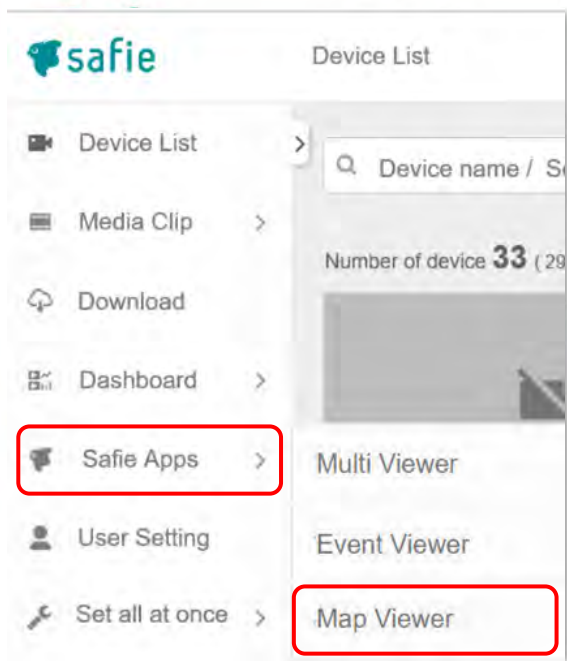 safie
Device List
Device List
Device name / S
Media Clip
Number of device 33 ( 29
Download
Dashboard
Safie Apps
Multi Viewer
User Setting
Event Viewer
Set all at once
Map Viewer